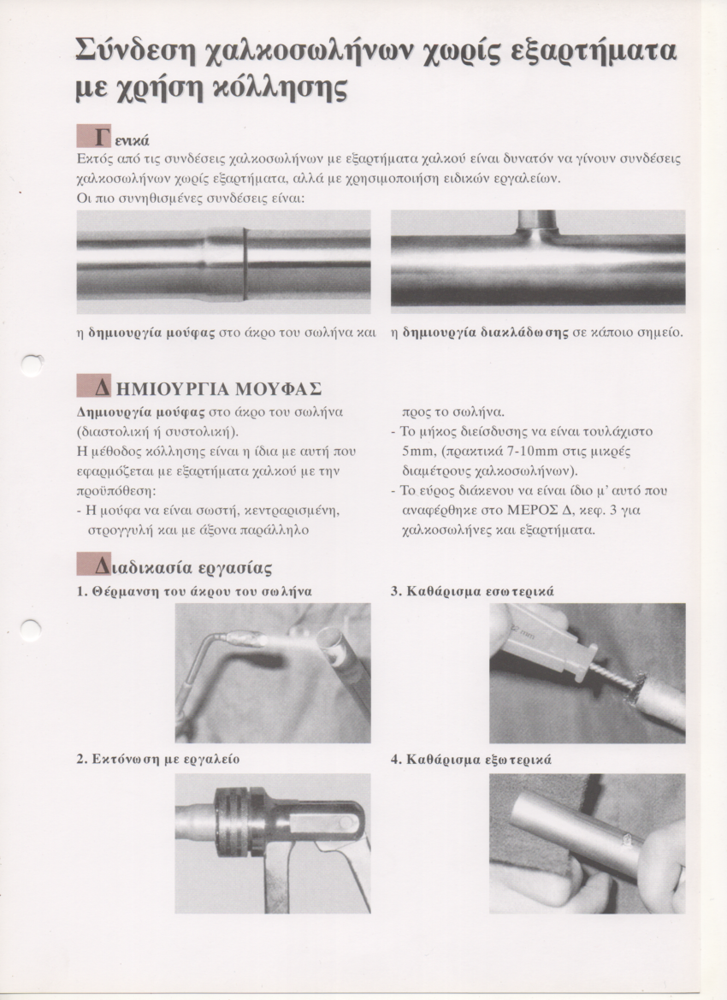 Σύνδεση χαλκοσωλήνων χωρίς εξαρτήματα
με χρήση κόλλησης
Γενικά
Εκτός από τις συνδέσεις χαλκοσωλήνων με εξαρτήματα χαλκού είναι δυνατόν να γίνουν συνδέσεις
χαλκοσωλήνων χωρίς εξαρτήματα, αλλά με χρησιμοποιήση ειδικών εργαλείων.
Οι πιο συνηθισμένες συνδέσεις είναι:
η δημιουργία μούφας στο άκρο του σωλήνα και
η δημιουργία διακλάδωσης σε κάποιο σημείο.
ΔΗΜΙΟΥΡΓΙΑ ΜΟΥΦΑΣ
Δημιουργία μούφας στο άκρο του σωλήνα
(διαστολική ή συστολική).
Η μέθοδος κόλλησης είναι η ίδια με αυτή που
εφαρμόζεται με εξαρτήματα χαλκού με την
προϋπόθεση:
- Η μούφα να είναι σωστή, κεντραρισμένη,
στρογγυλή και με άξονα παράλληλο
προς το σωλήνα.
- Το μήκος διείσδυσης να είναι τουλάχιστο
5mm, (πρακτικά 7-10mm στις μικρές
διαμέτρους χαλκοσωλήνων).
- Το εύρος διάκενου να είναι ίδιο μ' αυτό που
αναφέρθηκε στο ΜΕΡΟΣ Δ, κεφ. 3 για
χαλκοσωλήνες και εξαρτήματα.
Διαδικασία εργασίας
1. Θέρμανση του άκρου του σωλήνα
2. Εκτόνωση με εργαλείο
3. Καθάρισμα εσωτερικά
4. Καθάρισμα εξωτερικά